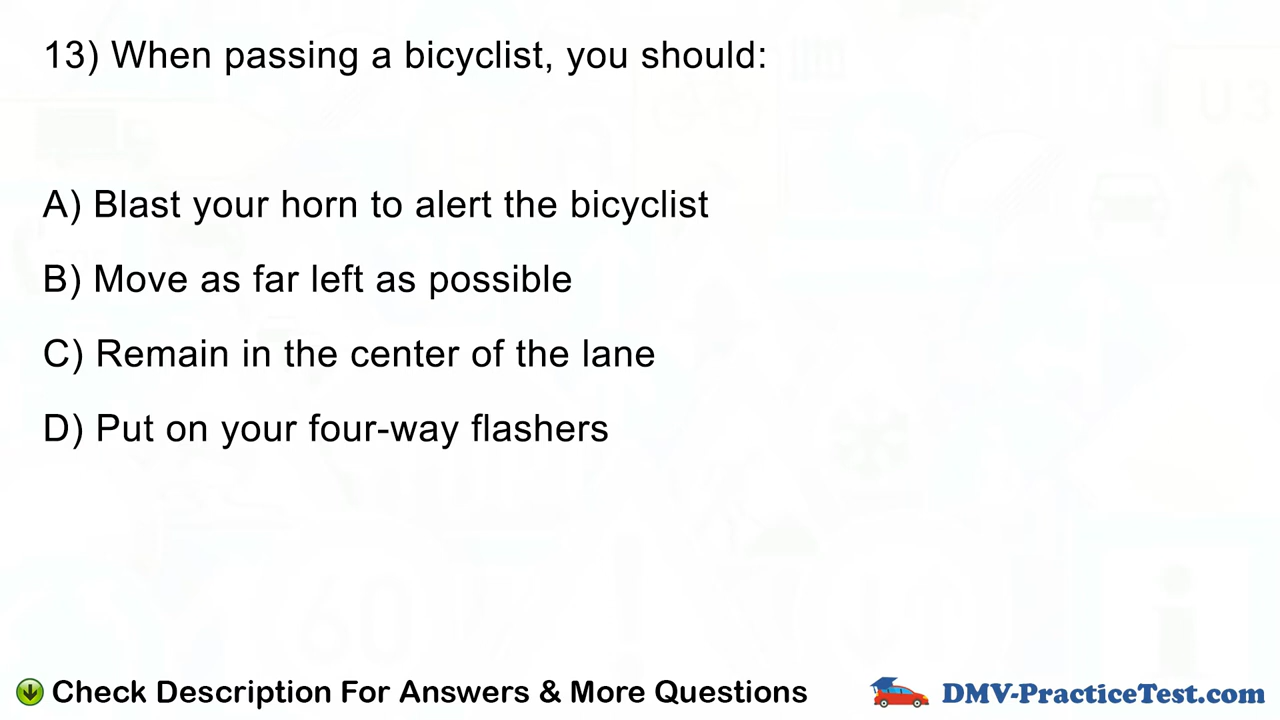 13) When passing a bicyclist, you should:
A) Blast your horn to alert the bicyclist
B) Move as far left as possible
C) Remain in the center of the lane
D) Put on your four-way flashers
Check Description For Answers & More Questions
DMV-PracticeTest.com